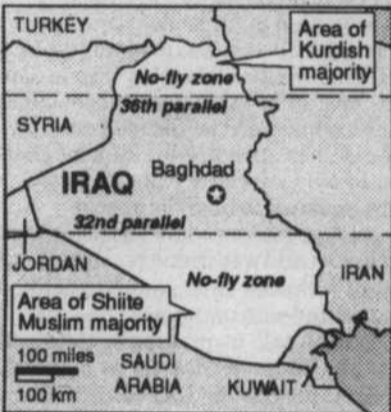 TURKEY
Area of
Kurdish
majority
No-fly zone
36th parallel
SYRIA
Baghdad
IRAQ
32nd parallel
JORDAN
No-fly zone
IRAN
Area of Shiite
Muslim majority
100 miles
100 km
SAUDI
ARABIA
KUWAIT